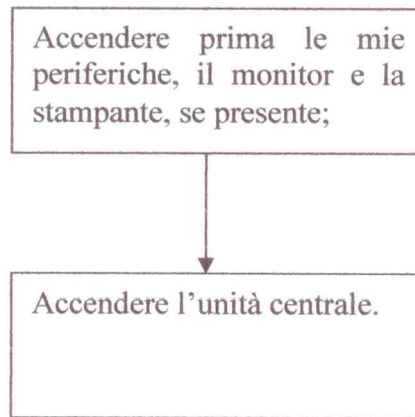 Accendere prima le mie
periferiche, il monitor e la
stampante, se presente;
Accendere l'unità centrale.